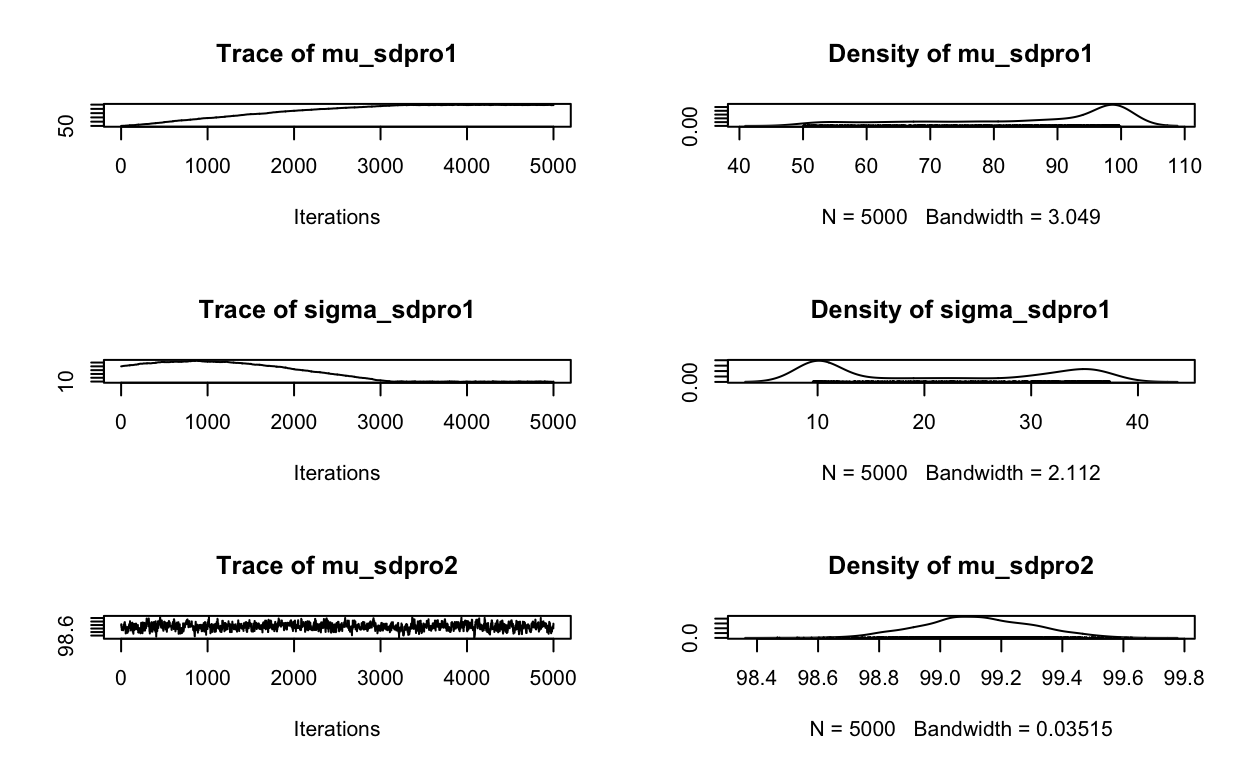 Trace of mu_sdpro1
50
0 1000 2000 3000 4000 5000
Iterations
Density of mu_sdpro1
0.00
40 50 60 70 80 90 100 110
N = 5000 Bandwidth = 3.049
Trace of sigma_sdpro1
10
0 1000 2000 3000 4000 5000
Iterations
Density of sigma_sdpro1
0.00
10 20 30 40
N = 5000 Bandwidth = 2.112
Trace of mu_sdpro2
98.6
0 1000 2000 3000 4000 5000
Iterations
Density of mu_sdpro2
0.0
98.4 98.6 98.8 99.0 99.2 99.4 99.6 99.8
N = 5000 Bandwidth = 0.03515